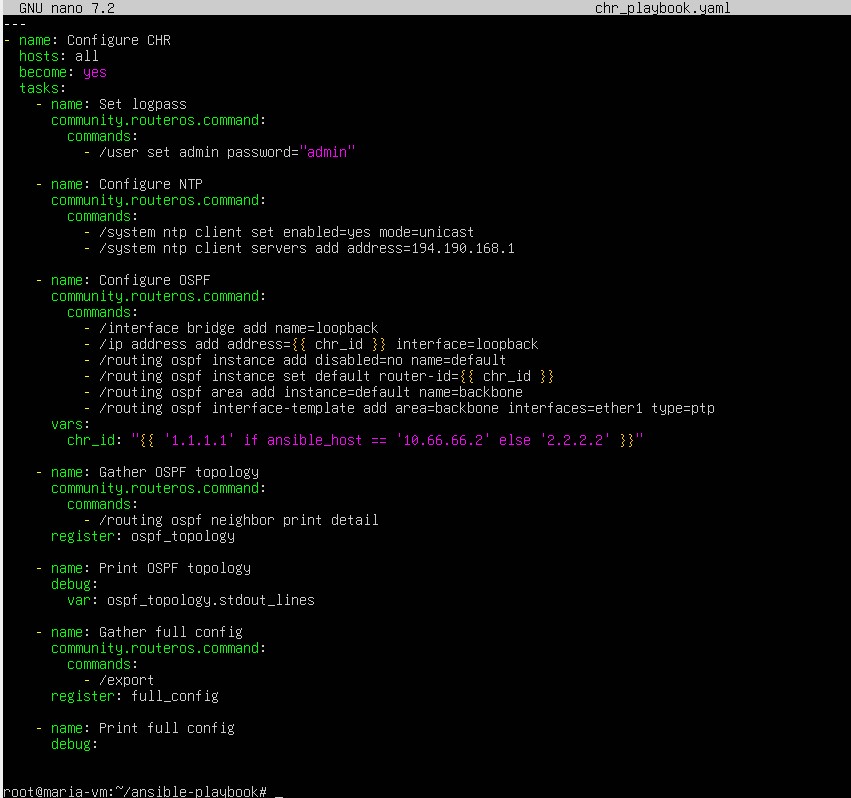 GNU nano 7.2 chr_playbook.yaml
---
- name: Configure CHR
  hosts: all
  become: yes
  tasks:
    - name: Set logpass
      community.routeros.command:
        commands:
          - /user set admin password="admin"

    - name: Configure NTP
      community.routeros.command:
        commands:
          - /system ntp client set enabled=yes mode=unicast
          - /system ntp client servers add address=194.190.168.1

    - name: Configure OSPF
      community.routeros.command:
        commands:
          - /interface bridge add name=loopback
          - /ip address add address={{ chr_id }} interface=loopback
          - /routing ospf instance add disabled=no name=default
          - /routing ospf instance set default router-id={{ chr_id }}
          - /routing ospf area add instance=default name=backbone
          - /routing ospf interface-template add area=backbone interfaces=ether1 type=ptp
      vars:
        chr_id: "{{ '1.1.1.1' if ansible_host == '10.66.66.2' else '2.2.2.2' }}"

    - name: Gather OSPF topology
      community.routeros.command:
        commands:
          - /routing ospf neighbor print detail
      register: ospf_topology

    - name: Print OSPF topology
      debug:
        var: ospf_topology.stdout_lines

    - name: Gather full config
      community.routeros.command:
        commands:
          - /export
      register: full_config

    - name: Print full config
      debug:

root@maria-vm:~/ansible-playbook# _